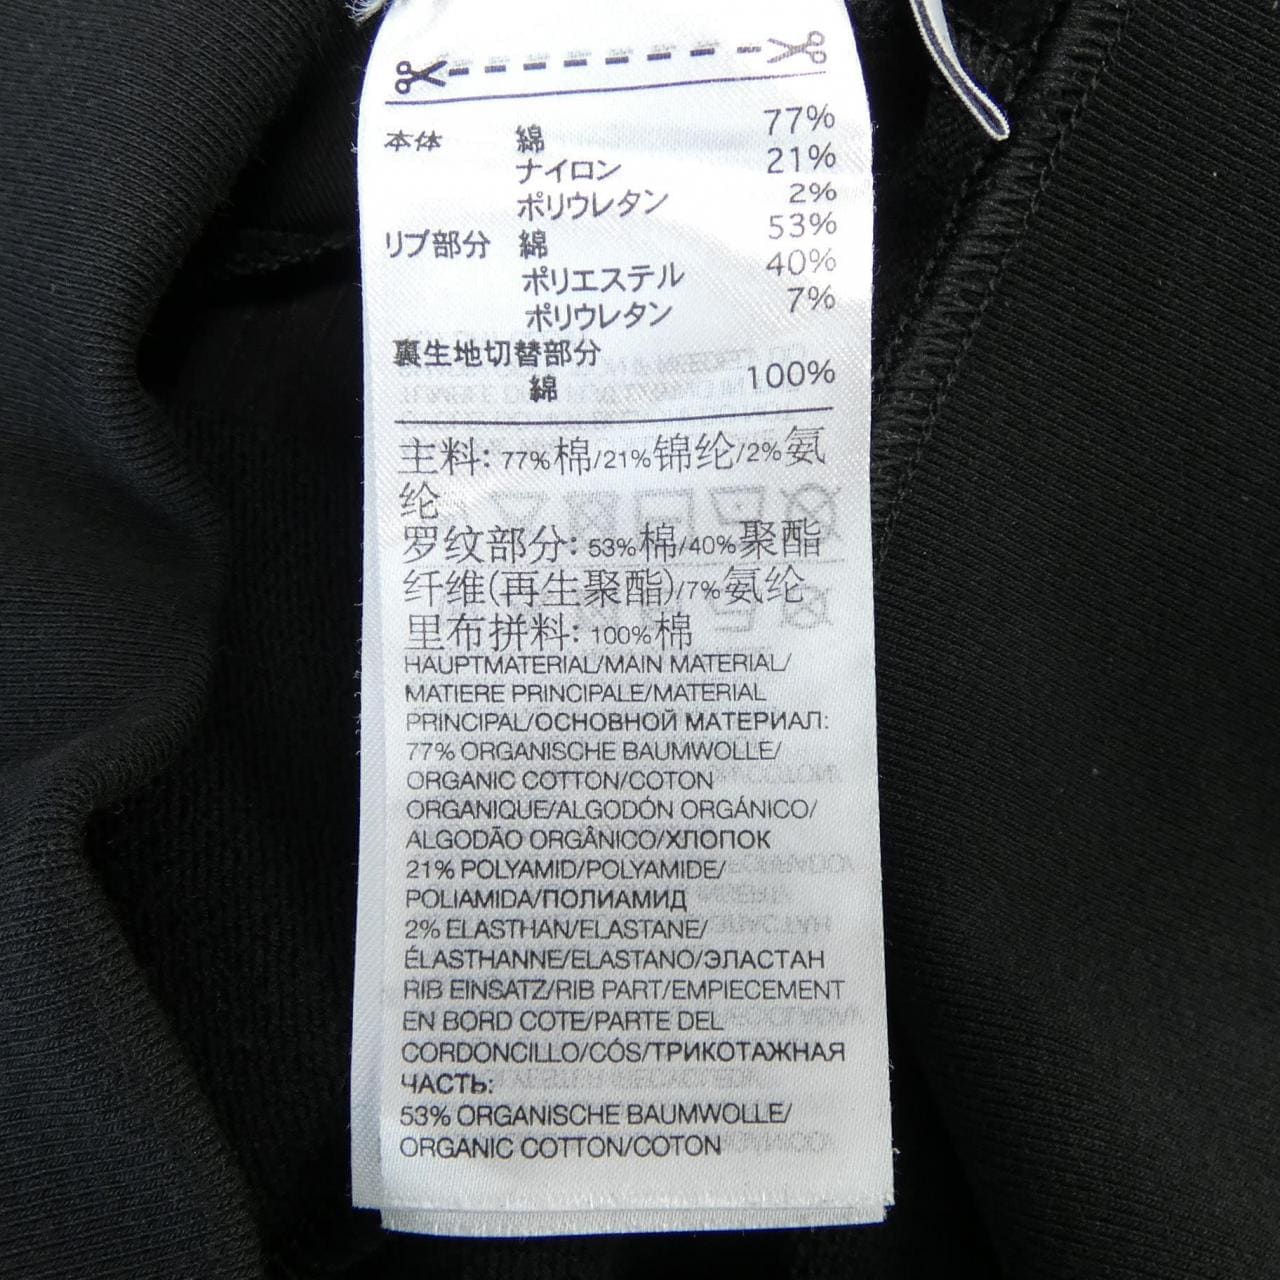 本体 綿 77%
ナイロン 21%
ポリウレタン 2%
リブ部分 綿 53%
ポリエステル 40%
ポリウレタン 7%
裏生地切替部分
綿 100%
主料: 77%棉/21%锦纶/2%氨
纶
罗纹部分: 53%棉/40%聚酯
纤维(再生聚酯)/7%氨纶
里布拼料: 100%棉
HAUPTMATERIAL/MAIN MATERIAL/
MATIERE PRINCIPALE/MATERIAL
PRINCIPAL/ОСНОВНОЙ МАТЕРИАЛ:
77% ORGANISCHE BAUMWOLLE/
ORGANIC COTTON/COTON
ORGANIQUE/ALGODÓN ORGÁNICO/
ALGODÃO ORGÂNICO/ХЛОПОК
21% POLYAMID/POLYAMIDE/
POLIAMIDA/ПОЛИАМИД
2% ELASTHAN/ELASTANE/
ÉLASTHANNE/ELASTANO/ЭЛАСТАН
RIB EINSATZ/RIB PART/EMPIECEMENT
EN BORD COTE/PARTE DEL
CORDONCILLO/CÓS/ТРИКОТАЖНАЯ
ЧАСТЬ:
53% ORGANISCHE BAUMWOLLE/
ORGANIC COTTON/COTON